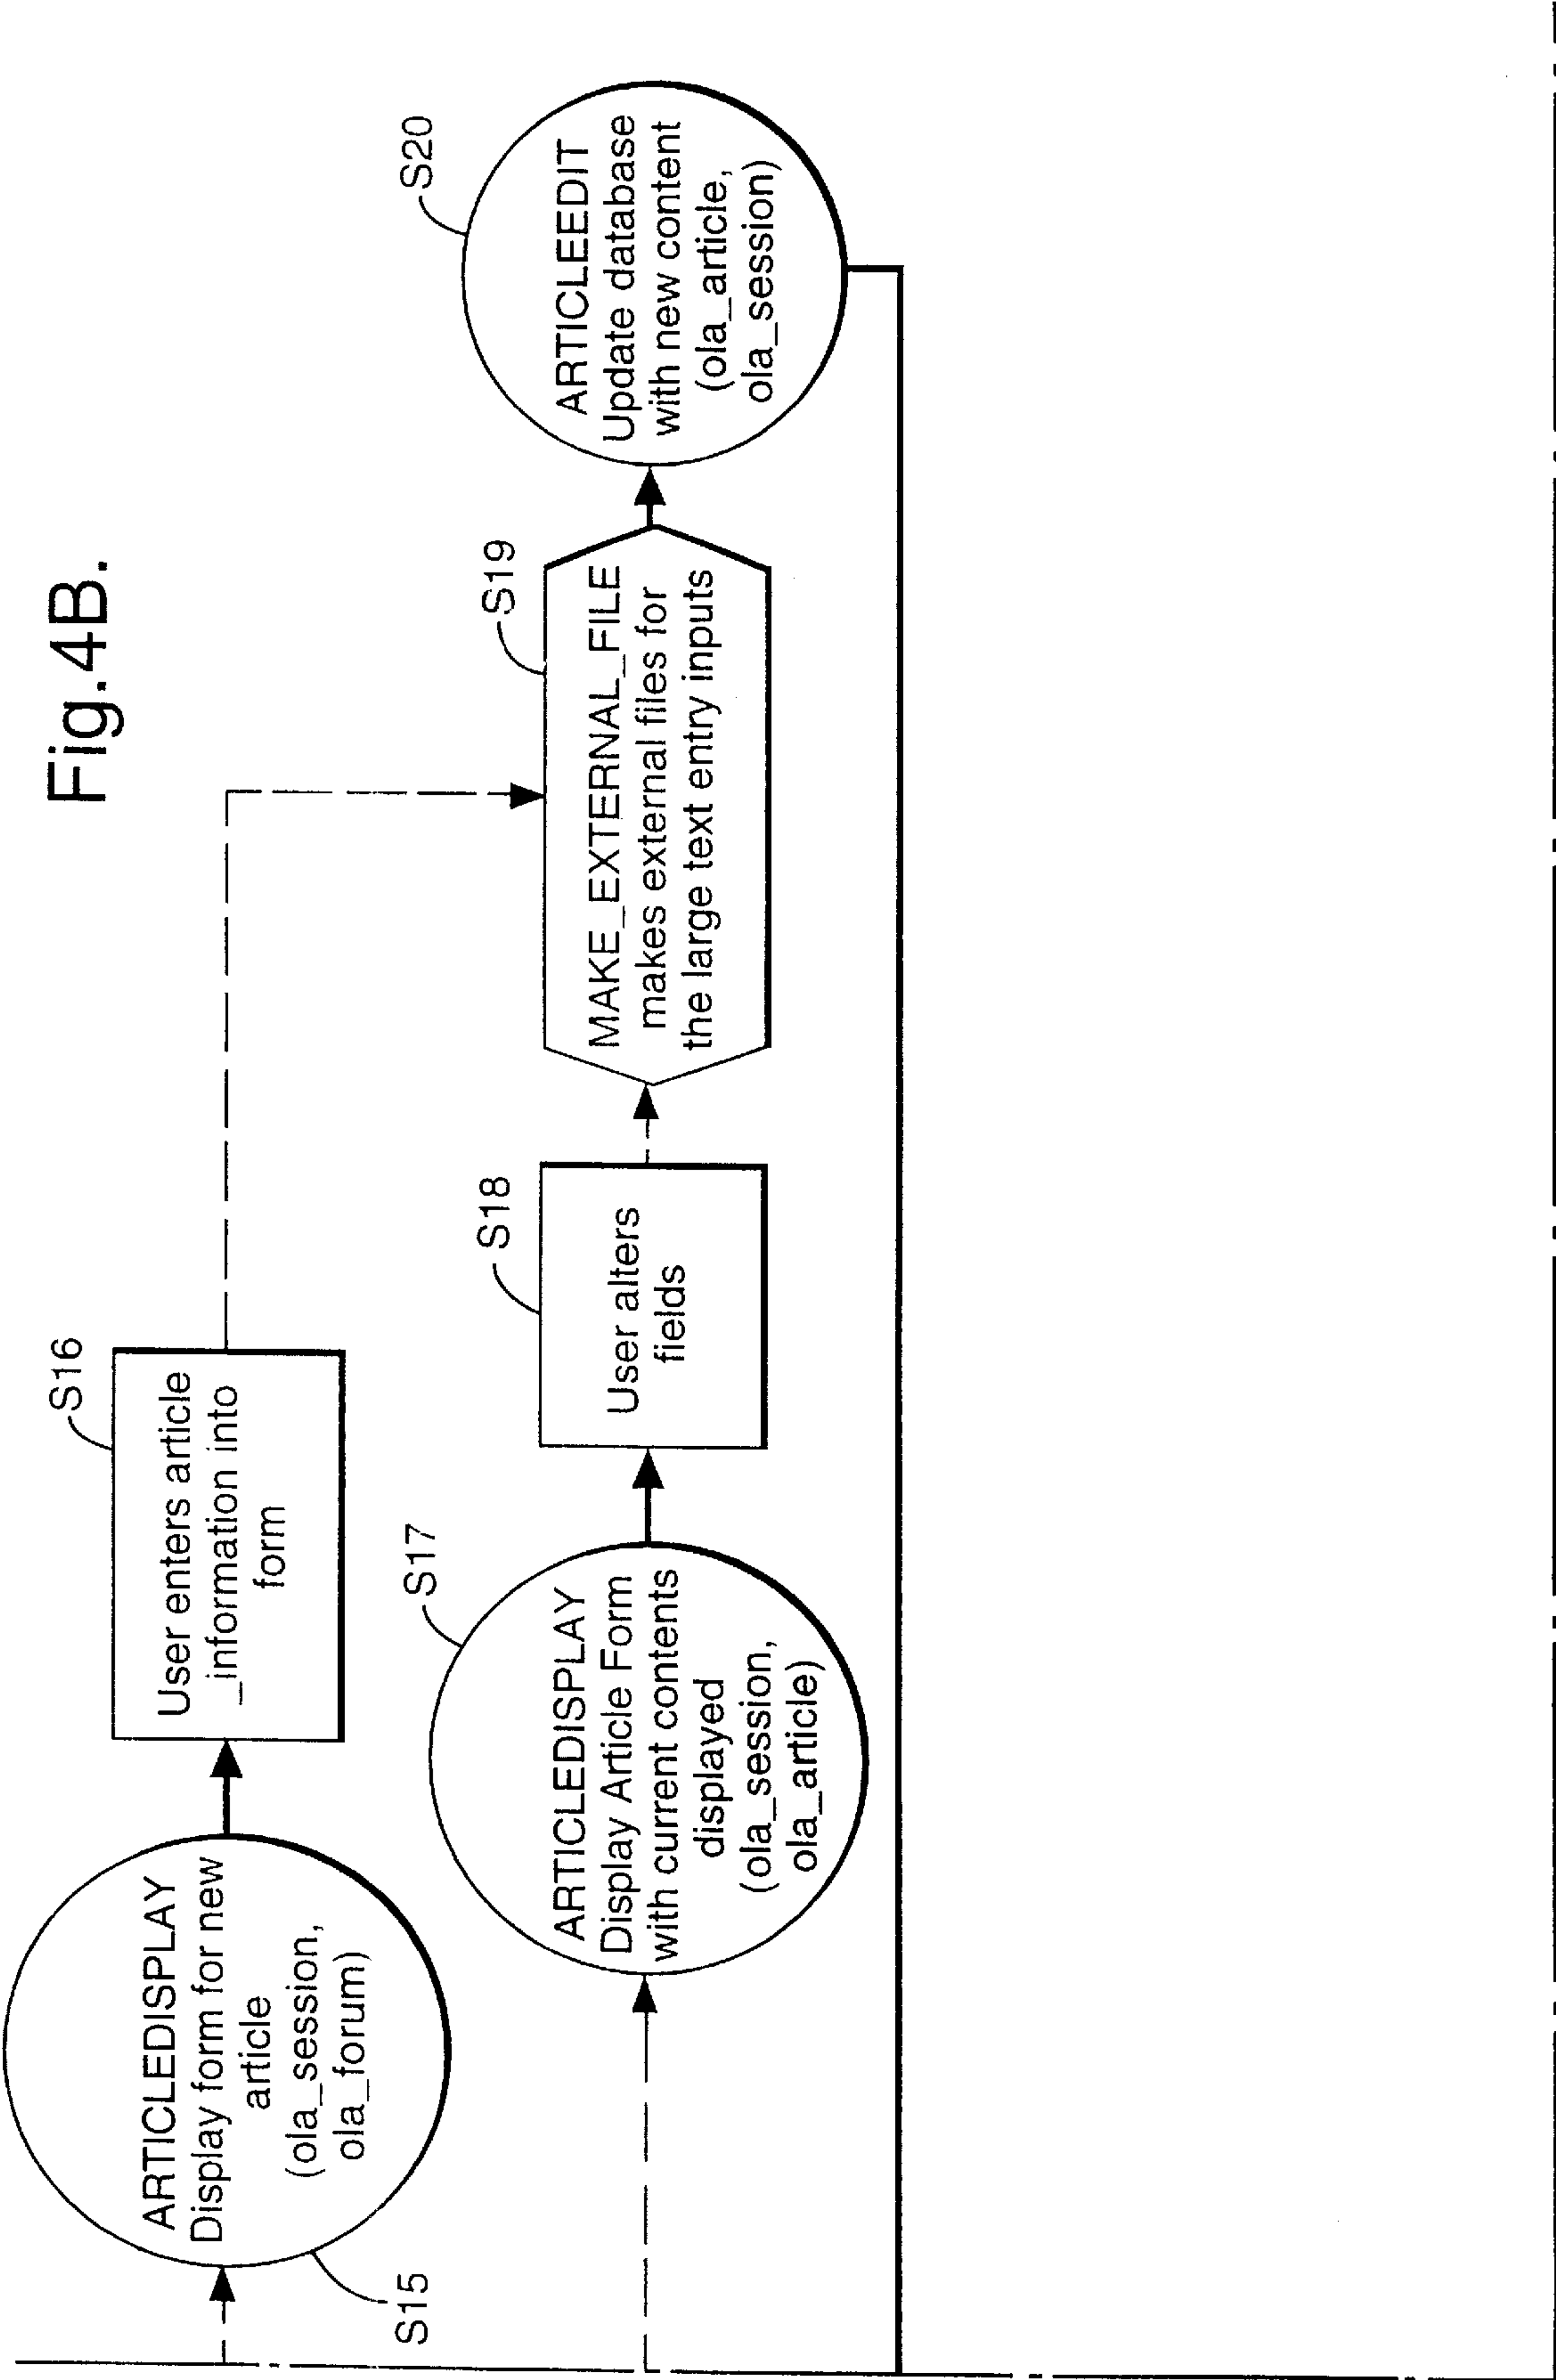 Fig.4B.
S15
ARTICLEDISPLAY
Display form for new
article
(ola_session,
ola_forum)
S16
User enters article
_information into
form
S17
ARTICLEDISPLAY
Display Article Form
with current contents
displayed
(ola_session,
ola_article)
S18
User alters
fields
S19
MAKE_EXTERNAL_FILE
makes external files for
the large text entry inputs
S20
ARTICLEEDIT
Update database
with new content
(ola_article,
ola_session)